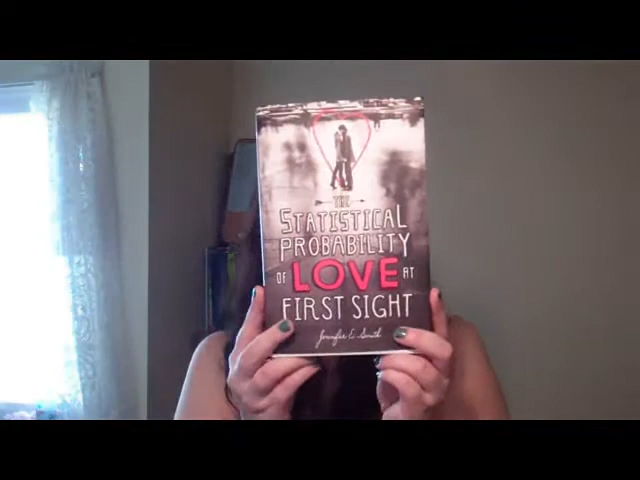 THE
STATISTICAL
PROBABILITY
OF LOVE AT
FIRST SIGHT
Jennifer E. Smith